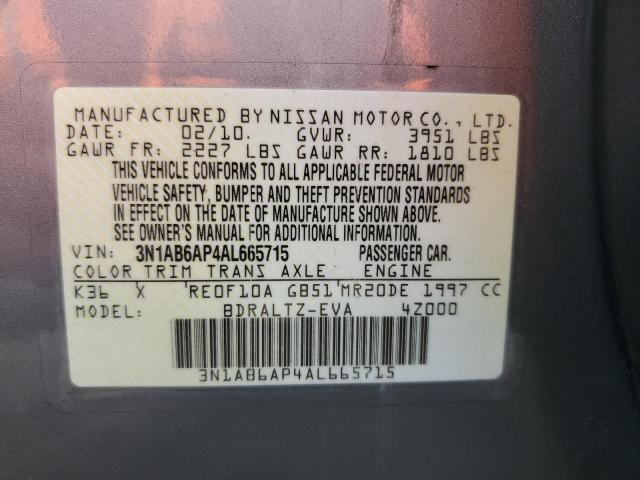 MANUFACTURED BY NISSAN MOTOR CO., LTD.
DATE: 02/10. GVWR: 3951 LBS
GAWR FR: 2227 LBS GAWR RR: 1810 LBS
THIS VEHICLE CONFORMS TO ALL APPLICABLE FEDERAL MOTOR
VEHICLE SAFETY, BUMPER AND THEFT PREVENTION STANDARDS
IN EFFECT ON THE DATE OF MANUFACTURE SHOWN ABOVE.
SEE OWNER'S MANUAL FOR ADDITIONAL INFORMATION.
VIN: 3N1AB6AP4AL665715 PASSENGER CAR.
COLOR TRIM TRANS AXLE ENGINE
K36 X RE0F10A GB51 MR20DE 1997 CC
MODEL: BDRALTZ-EVA 4Z000
3N1AB6AP4AL665715